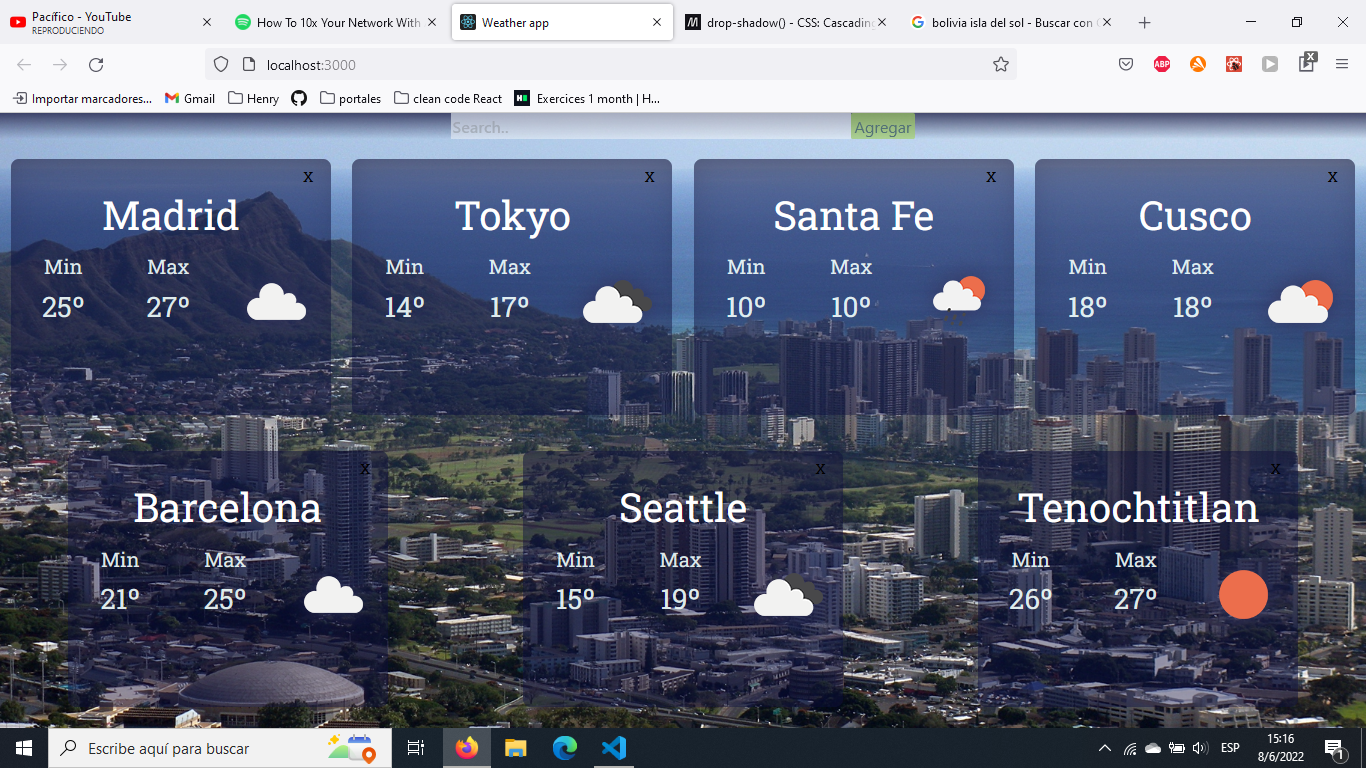 Pacífico - YouTube
REPRODUCIENDO
How To 10x Your Network With
Weather app
drop-shadow() - CSS: Cascading
bolivia isla del sol - Buscar con G
localhost:3000
ABP
X
Importar marcadores...
Gmail
Henry
portales
clean code React
Exercices 1 month | H...
Search..
Agregar
X
Madrid
Min Max
25º 27º
X
Tokyo
Min Max
14º 17º
X
Santa Fe
Min Max
10º 10º
X
Cusco
Min Max
18º 18º
X
Barcelona
Min Max
21º 25º
X
Seattle
Min Max
15º 19º
X
Tenochtitlan
Min Max
26º 27º
Escribe aquí para buscar
ESP
15:16
8/6/2022
1